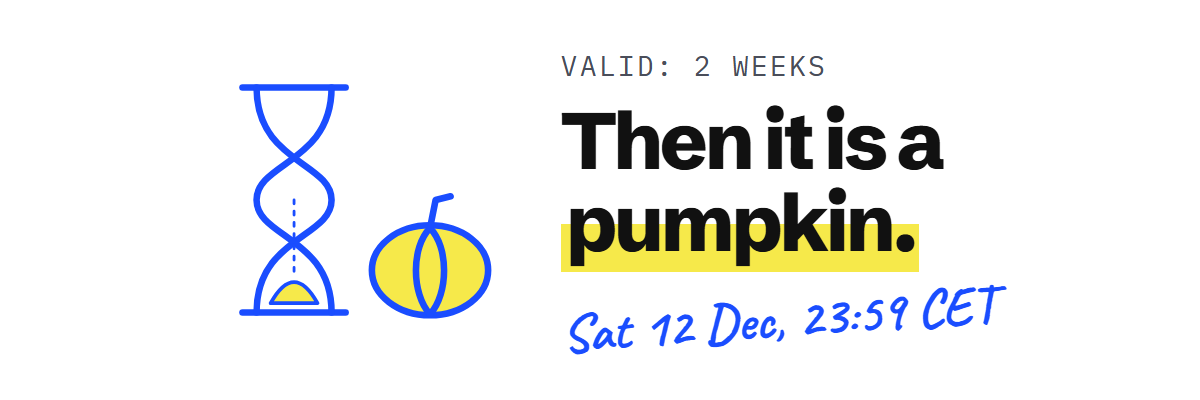 VALID: 2 WEEKS
Then it is a
pumpkin.
Sat 12 Dec, 23:59 CET